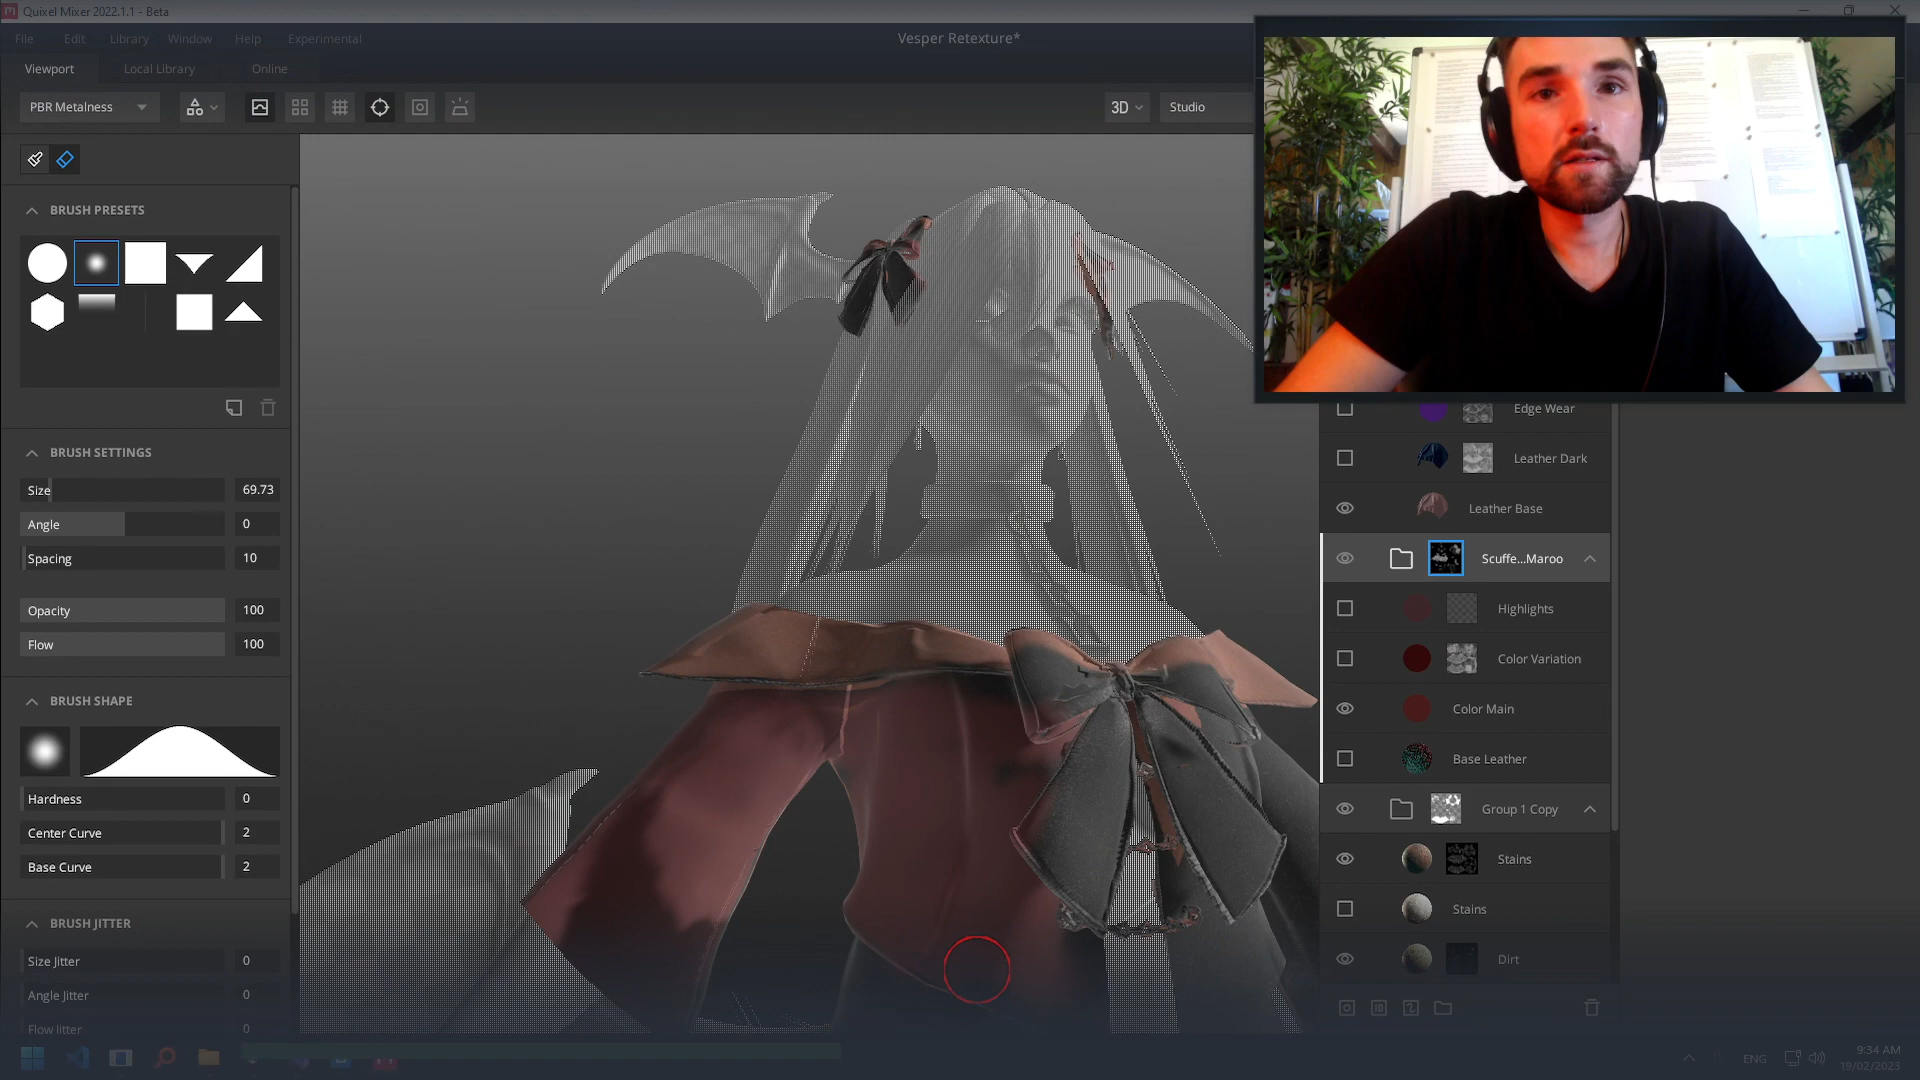 Quixel Mixer 2022.1.1 - Beta
File Edit Library Window Help Experimental
Vesper Retexture*
Viewport Local Library Online
PBR Metalness
3D Studio
BRUSH PRESETS
BRUSH SETTINGS
Size 69.73
Angle 0
Spacing 10
Opacity 100
Flow 100
BRUSH SHAPE
Hardness 0
Center Curve 2
Base Curve 2
BRUSH JITTER
Size Jitter 0
Angle Jitter 0
Flow Jitter 0
Edge Wear
Leather Dark
Leather Base
Scuffe...Maroo
Highlights
Color Variation
Color Main
Base Leather
Group 1 Copy
Stains
Stains
Dirt
ENG
9:34 AM
19/02/2023